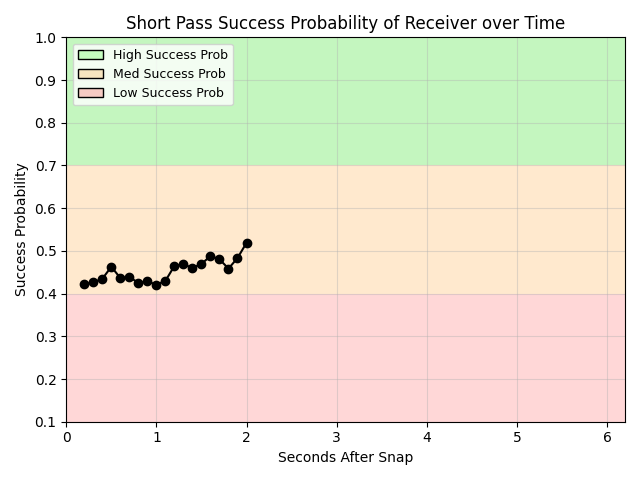 Short Pass Success Probability of Receiver over Time
1.0
0.9
0.8
0.7
0.6
0.5
0.4
0.3
0.2
0.1
Success Probability
High Success Prob
Med Success Prob
Low Success Prob
0 1 2 3 4 5 6
Seconds After Snap